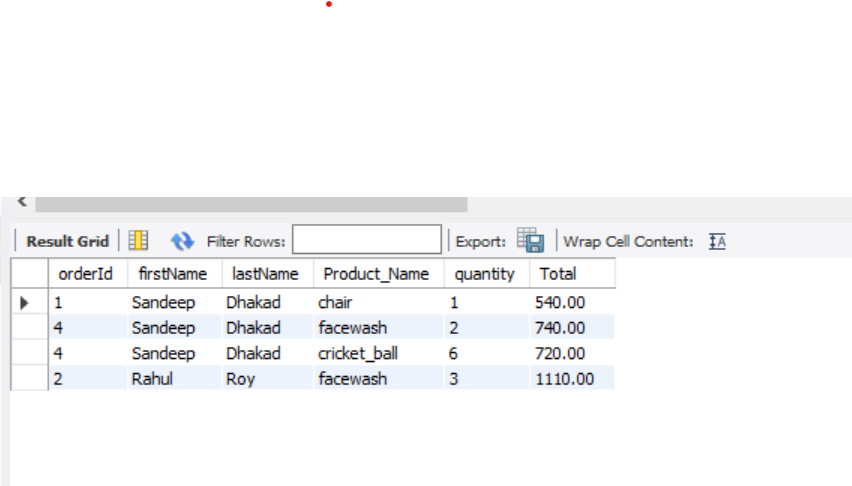 Result Grid Filter Rows: Export: Wrap Cell Content:
orderId firstName lastName Product_Name quantity Total
1 Sandeep Dhakad chair 1 540.00
4 Sandeep Dhakad facewash 2 740.00
4 Sandeep Dhakad cricket_ball 6 720.00
2 Rahul Roy facewash 3 1110.00